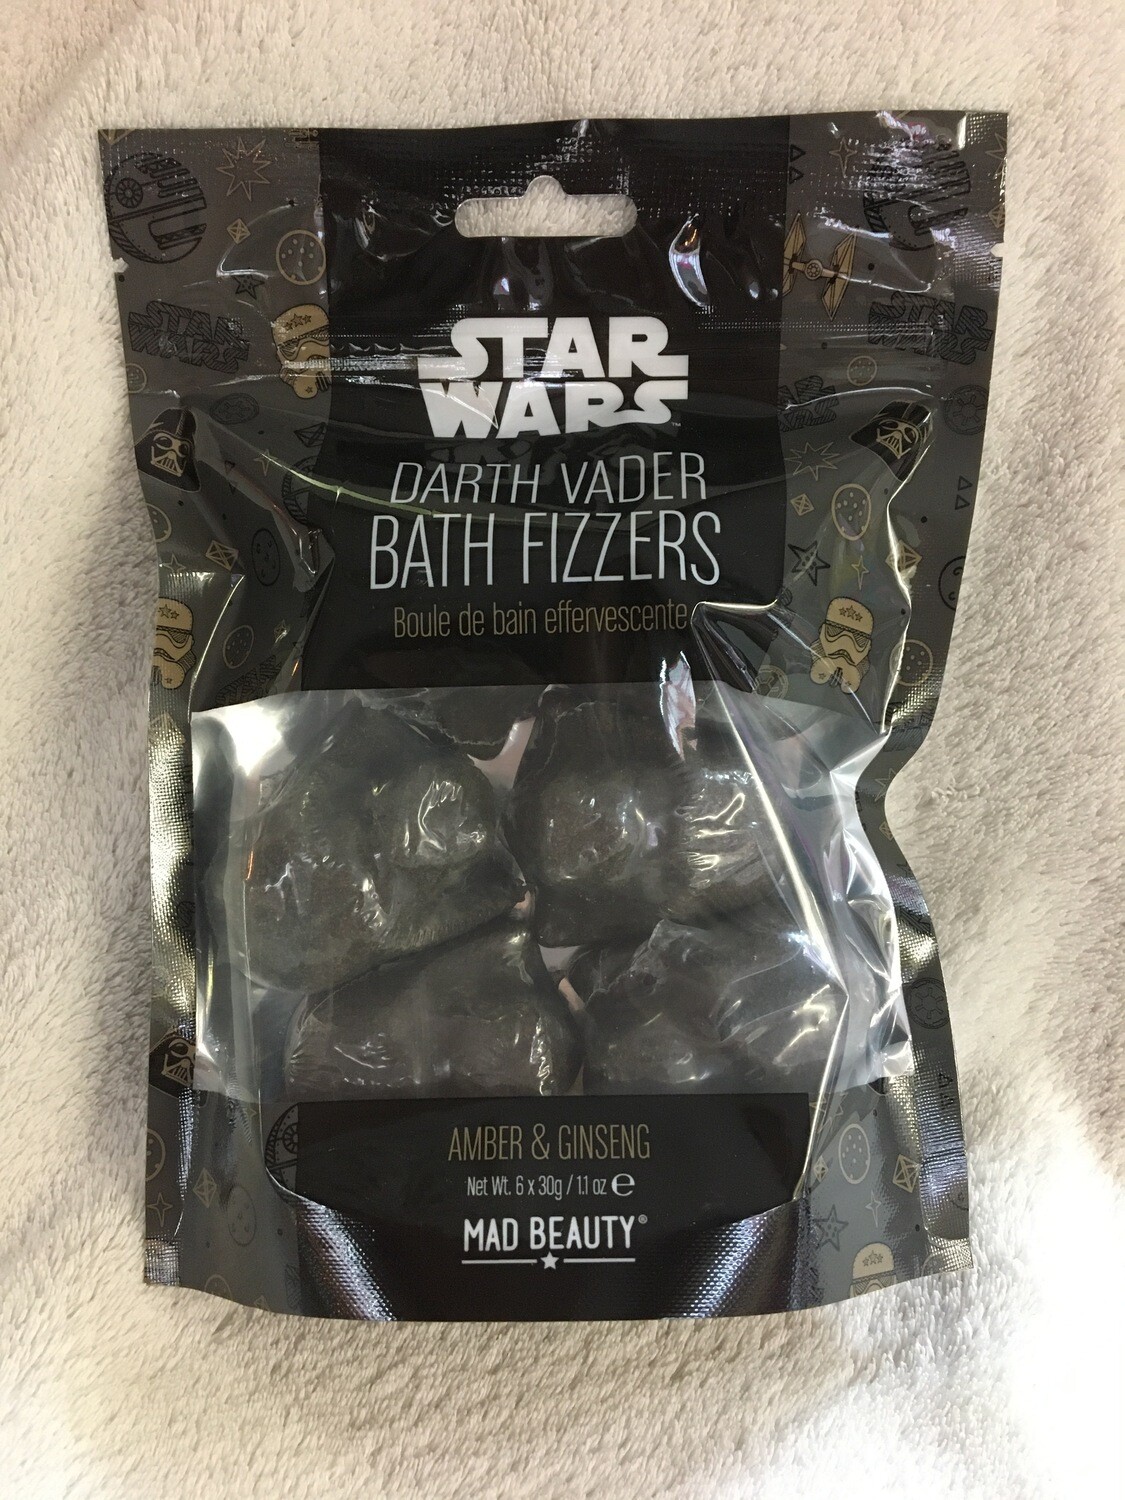 STAR
WARS™
DARTH VADER
BATH FIZZERS
Boule de bain effervescente
AMBER & GINSENG
Net Wt. 6 x 30g / 1.1 oz ℮
MAD BEAUTY®